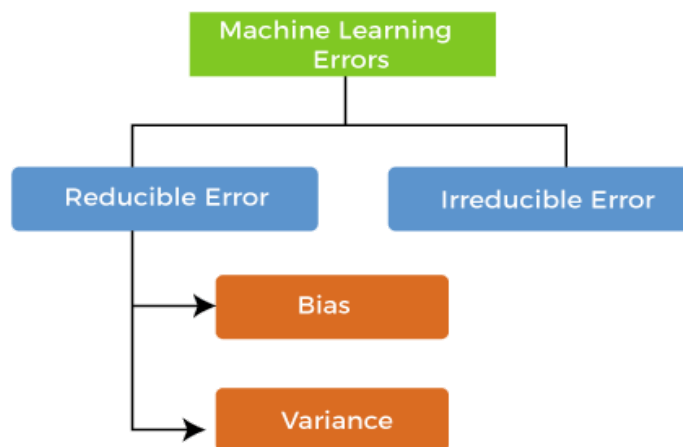 Machine Learning
Errors
Reducible Error
Irreducible Error
Bias
Variance